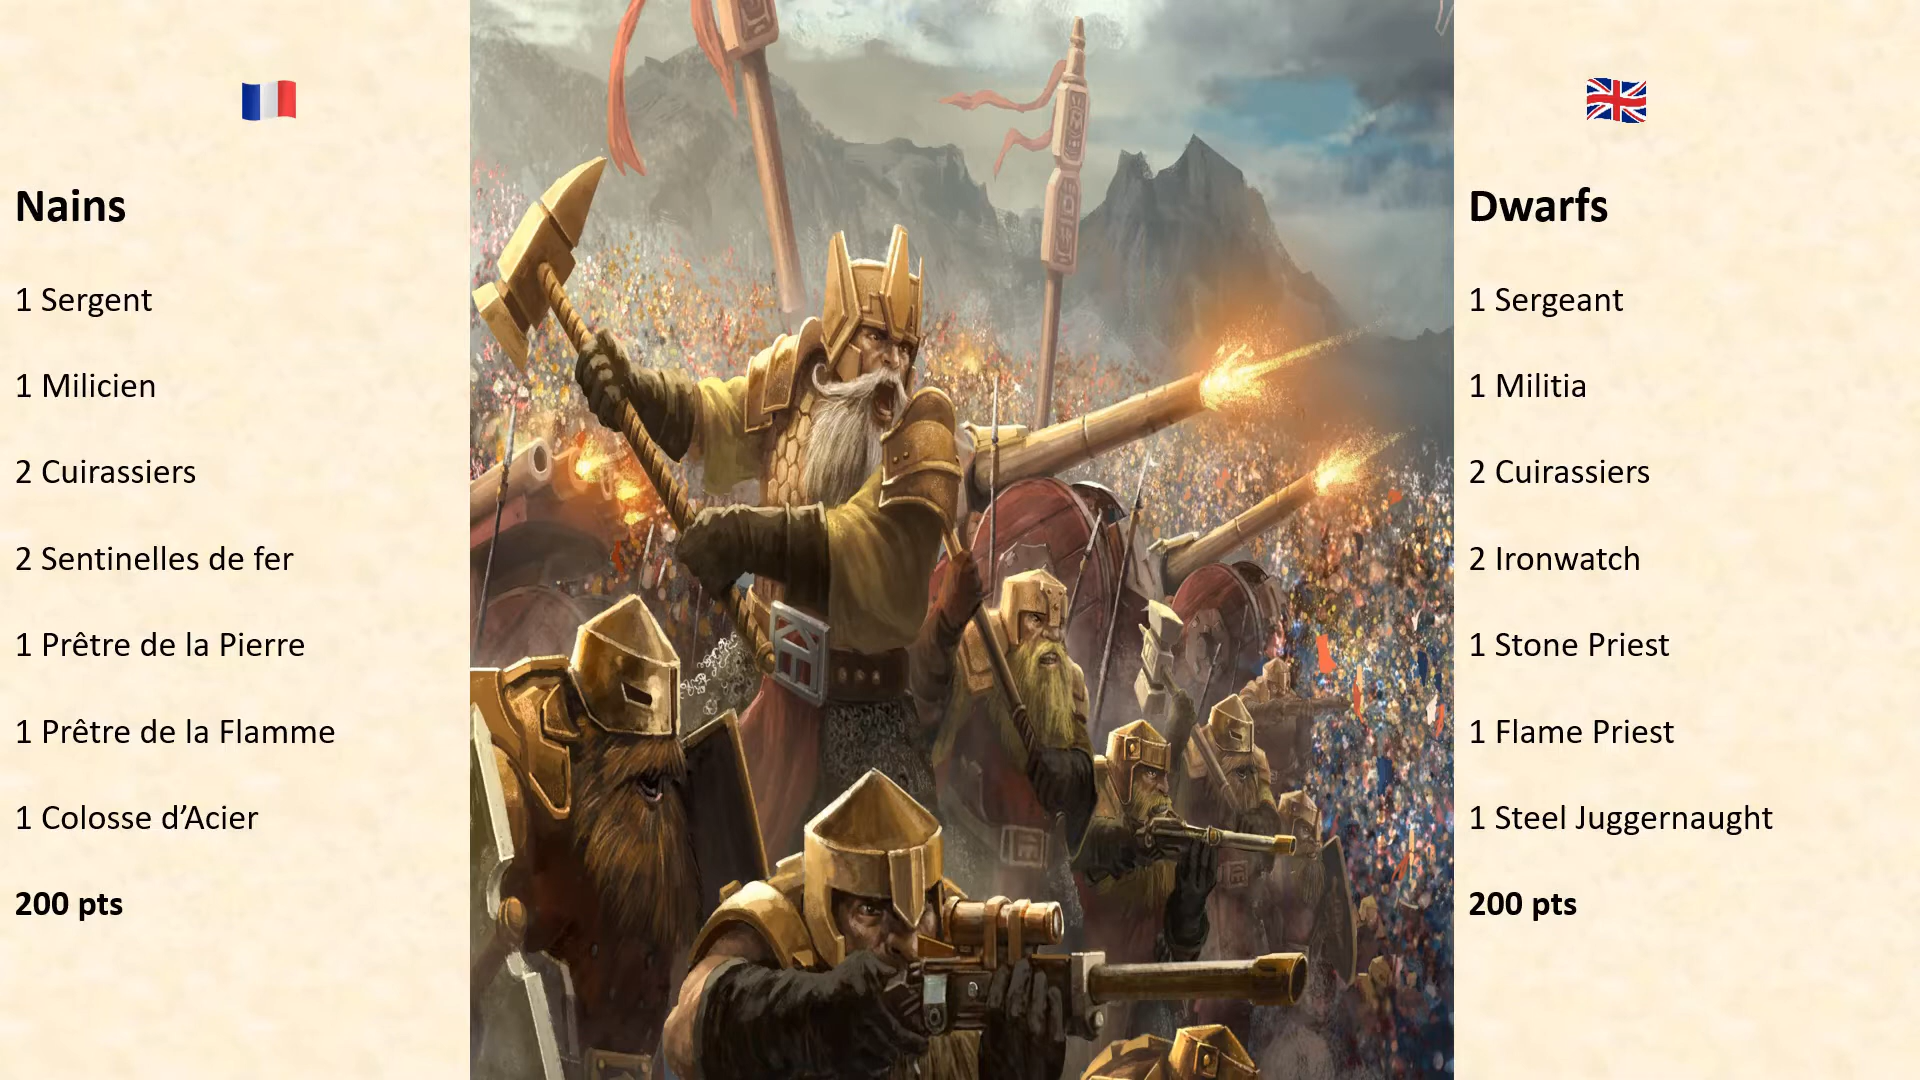 Nains
1 Sergent
1 Milicien
2 Cuirassiers
2 Sentinelles de fer
1 Prêtre de la Pierre
1 Prêtre de la Flamme
1 Colosse d’Acier
200 pts
Dwarfs
1 Sergeant
1 Militia
2 Cuirassiers
2 Ironwatch
1 Stone Priest
1 Flame Priest
1 Steel Juggernaught
200 pts